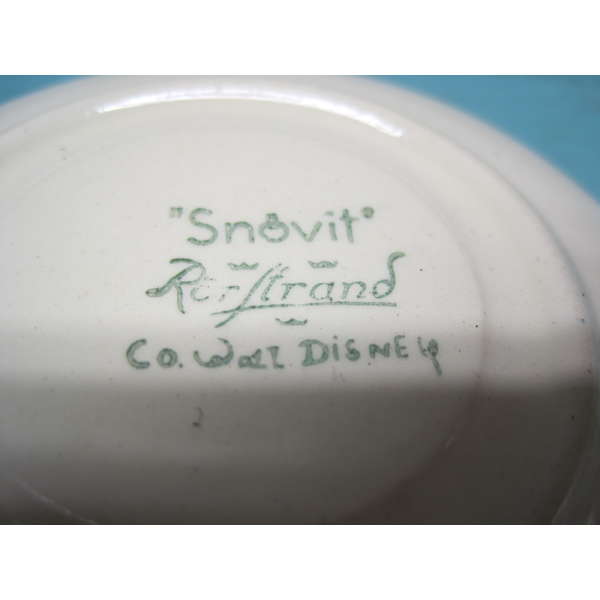 "Snövit"
Rörstrand
Co. Walt Disney